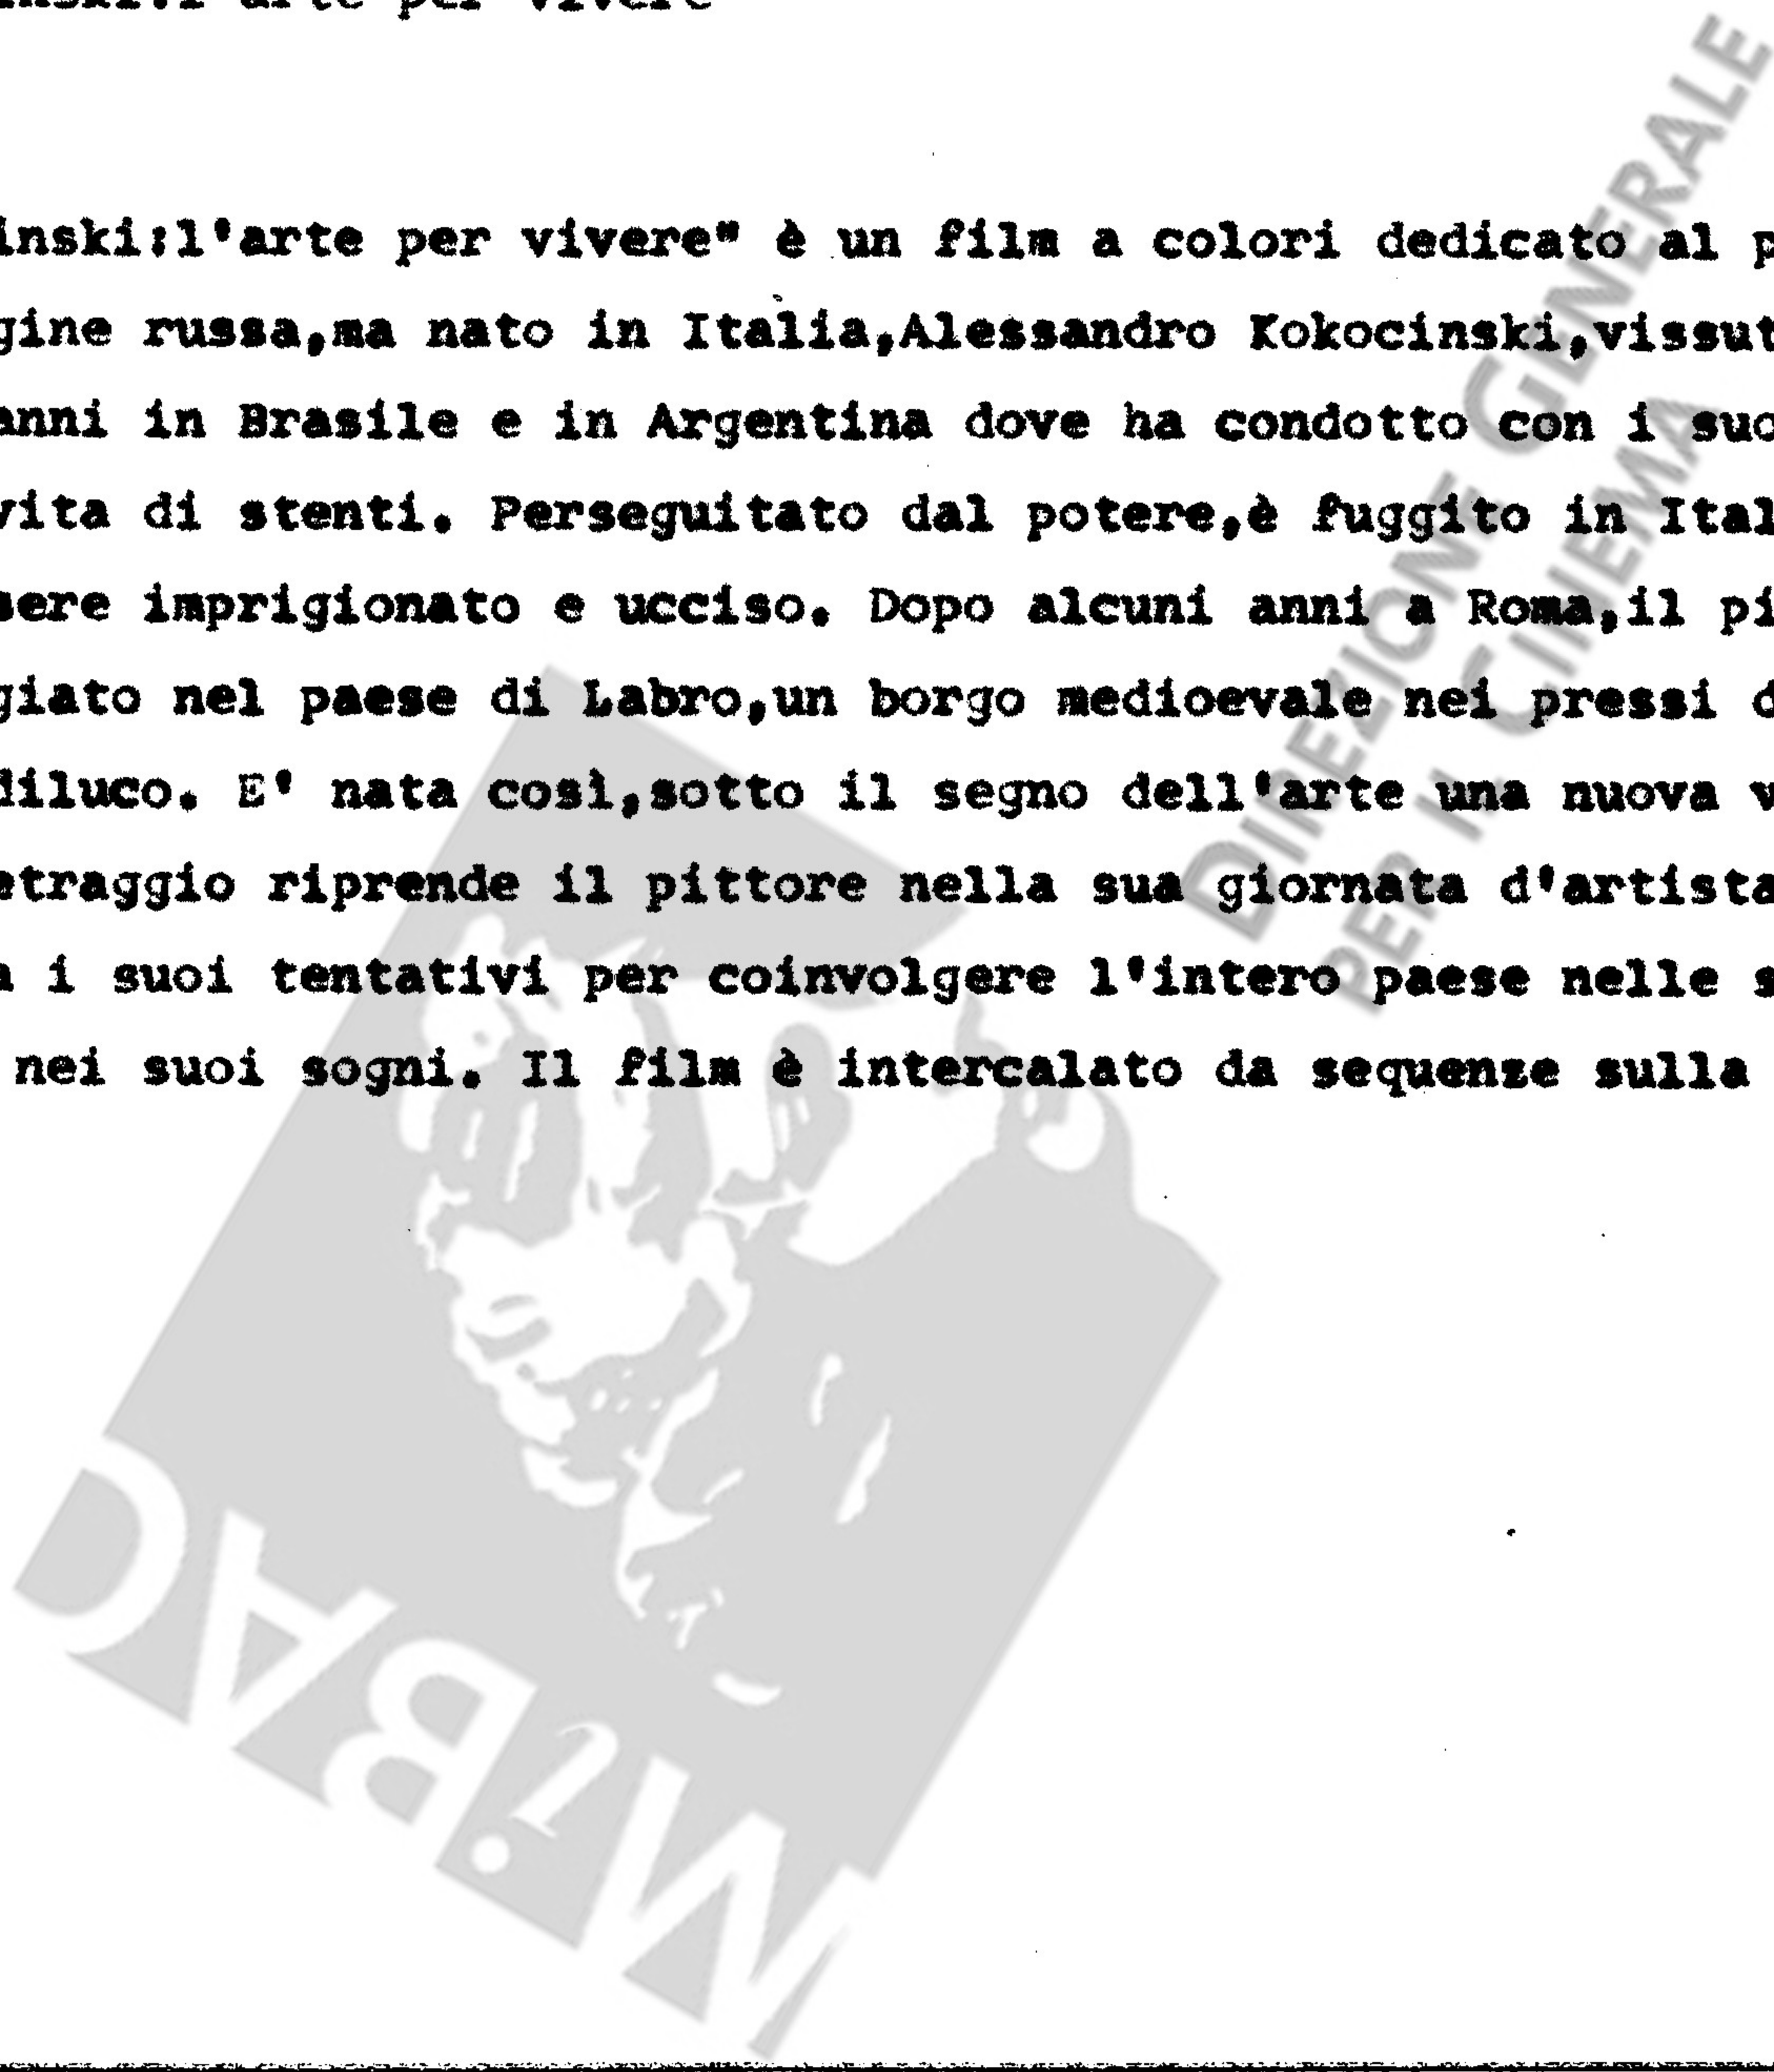 inski:l'arte per vivere
inski:l'arte per vivere" è un film a colori dedicato al p
gine russa,ma nato in Italia,Alessandro Kokocinski,vissut
anni in Brasile e in Argentina dove ha condotto con i suo
vita di stenti. Perseguitato dal potere,è fuggito in Ital
sere imprigionato e ucciso. Dopo alcuni anni a Roma,il pi
giato nel paese di Labro,un borgo medioevale nei pressi d
diluco. E' nata così,sotto il segno dell'arte una nuova v
etraggio riprende il pittore nella sua giornata d'artista
a i suoi tentativi per coinvolgere l'intero paese nelle s
nei suoi sogni. Il film è intercalato da sequenze sulla
DIREZIONE GENERALE
PER IL CINEMA
MiBAC